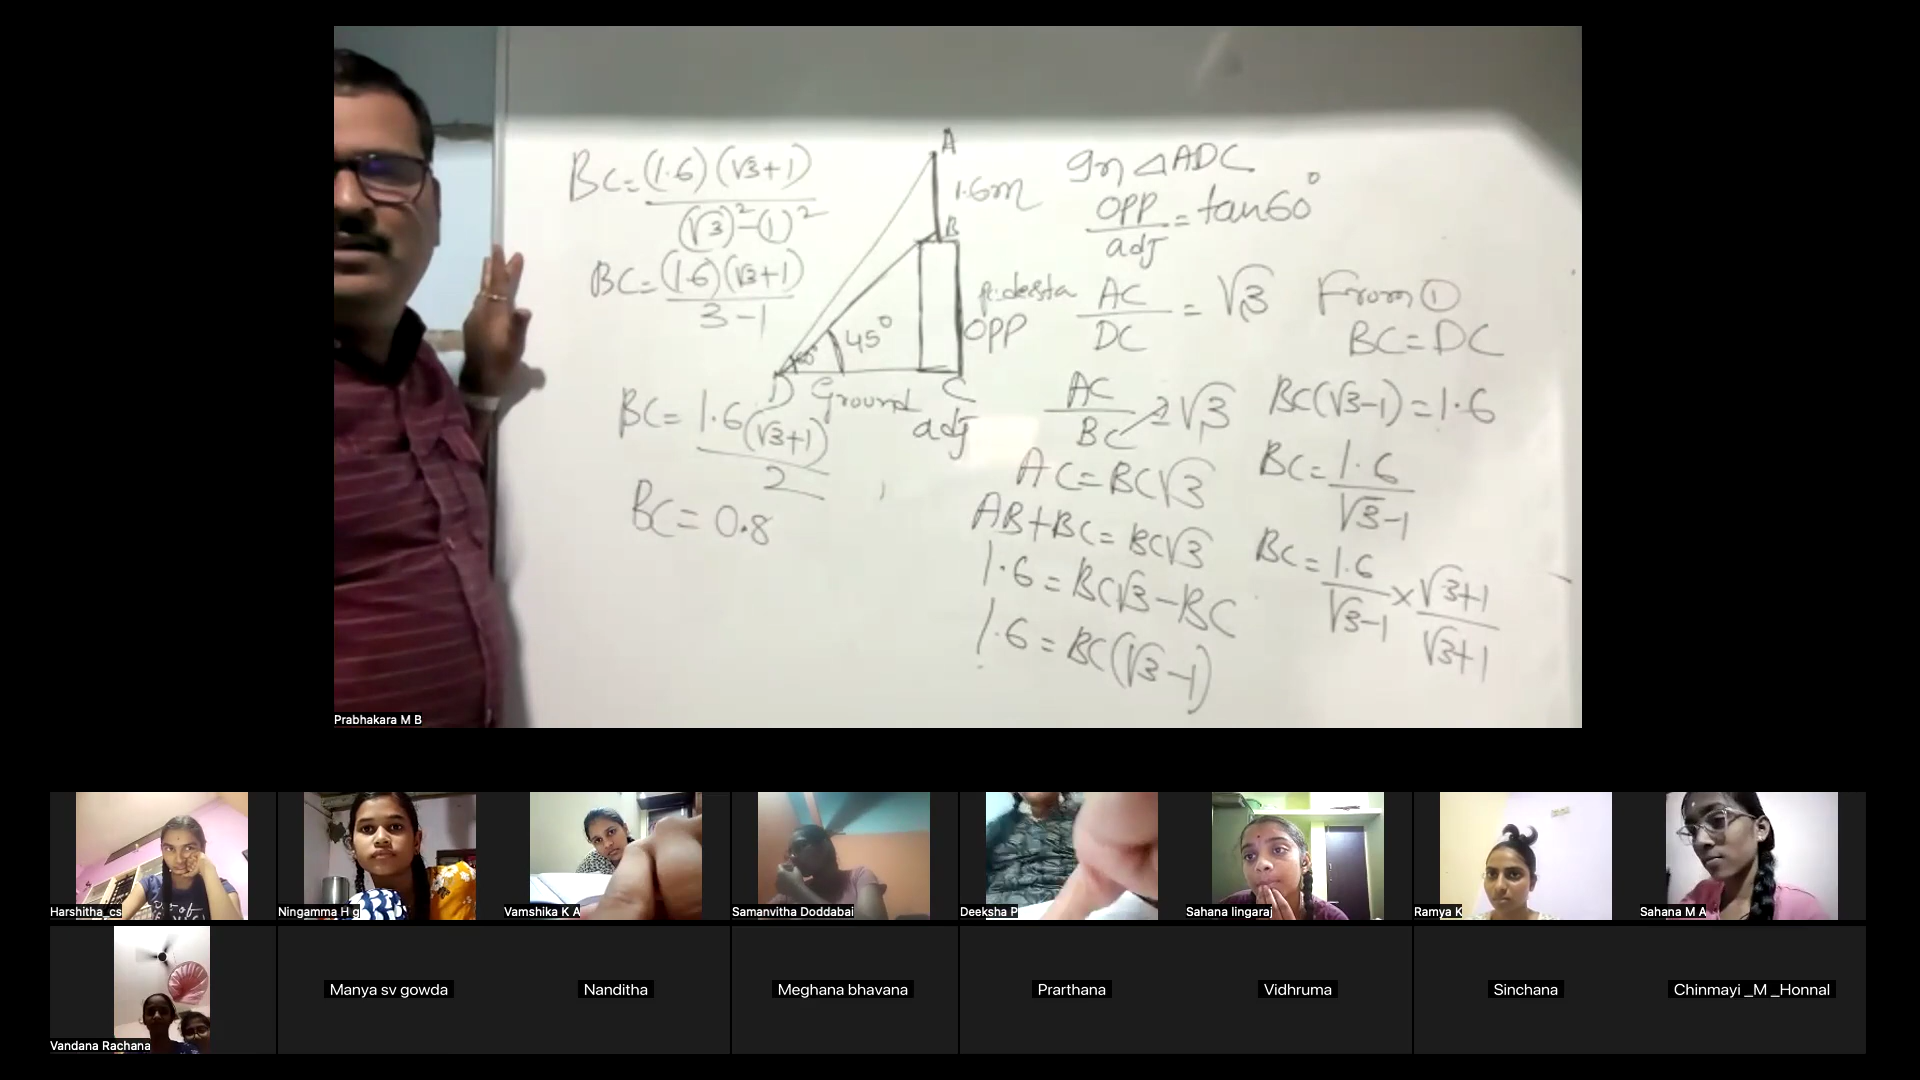 BC=(1.6)(√3+1)
(√3)²-(1)²
BC=(1.6)(√3+1)
3-1
BC=1.6(√3+1)
2
BC=0.8
A
1.6m
B
OPP
45°
60°
D Ground C
adj
In △ADC
OPP = tan60°
adj
AC = √3
DC
AC = √3
BC
AC=BC√3
AB+BC=BC√3
1.6=BC√3-BC
1.6=BC(√3-1)
From ①
BC=DC
BC(√3-1)=1.6
BC=1.6
√3-1
BC=1.6 × √3+1
√3-1 √3+1
Prabhakara M B
Harshitha_cs
Ningamma H g
Vamshika K A
Samanvitha Doddabai
Deeksha P
Sahana lingaraj
Ramya K
Sahana M A
Vandana Rachana
Manya sv gowda
Nanditha
Meghana bhavana
Prarthana
Vidhruma
Sinchana
Chinmayi _M _Honnal